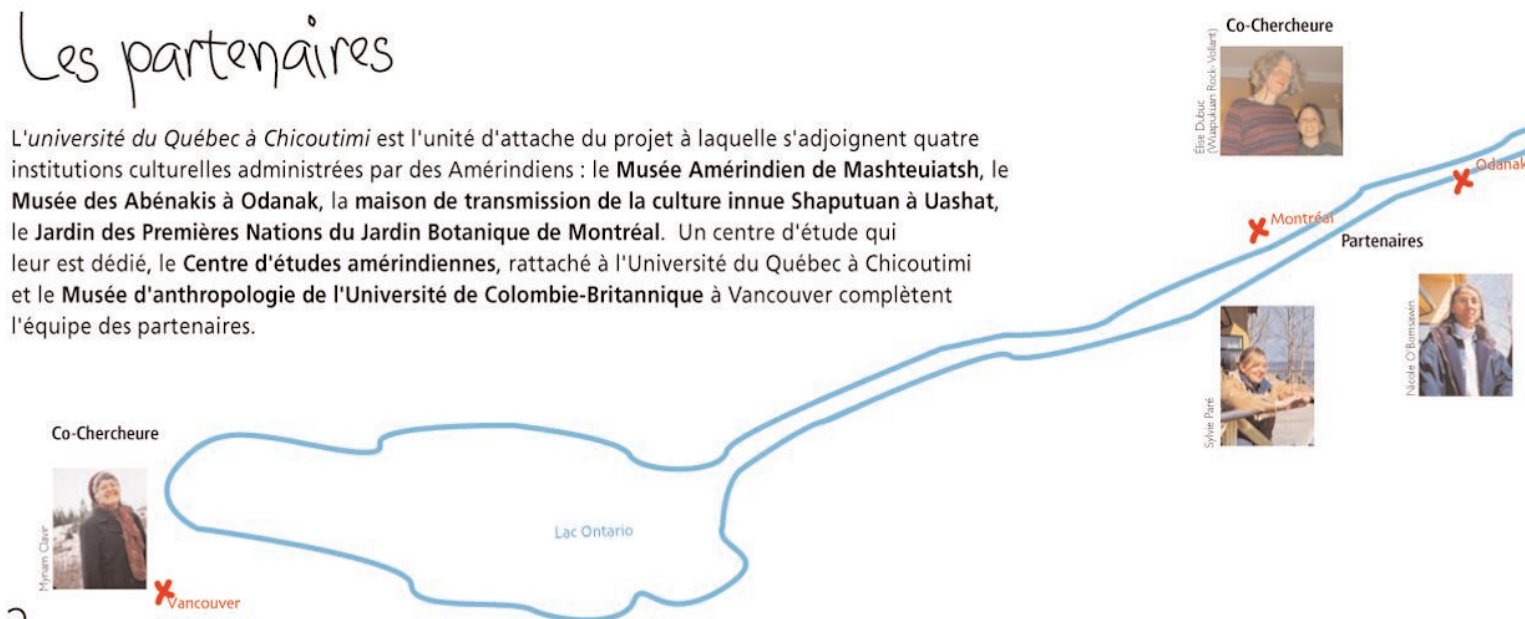 Les partenaires
L'université du Québec à Chicoutimi est l'unité d'attache du projet à laquelle s'adjoignent quatre
institutions culturelles administrées par des Amérindiens : le Musée Amérindien de Mashteuiatsh, le
Musée des Abénakis à Odanak, la maison de transmission de la culture innue Shaputuan à Uashat,
le Jardin des Premières Nations du Jardin Botanique de Montréal. Un centre d'étude qui
leur est dédié, le Centre d'études amérindiennes, rattaché à l'Université du Québec à Chicoutimi
et le Musée d'anthropologie de l'Université de Colombie-Britannique à Vancouver complètent
l'équipe des partenaires.
Co-Chercheure
Élise Dubuc
(Wuapukuan Rock-Vollant)
Odanak
Montréal
Partenaires
Sylvie Paré
Nicole O'Bomsawin
Co-Chercheure
Myriam Clavir
Lac Ontario
Vancouver